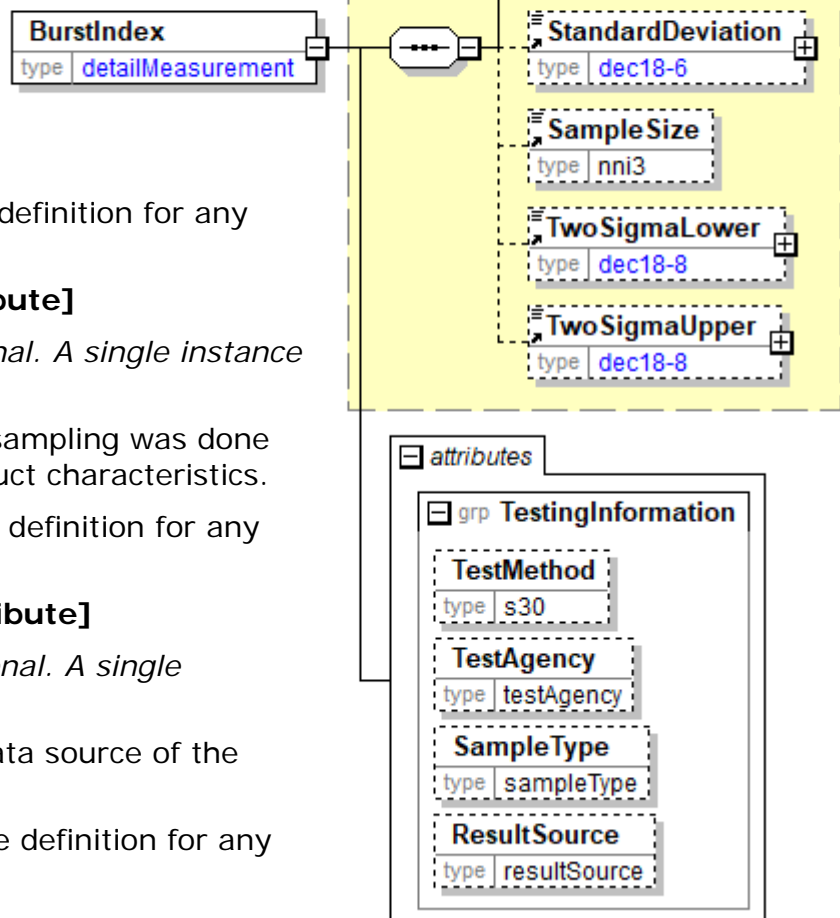 BurstIndex
type detailMeasurement
StandardDeviation
type dec18-6
SampleSize
type nni3
TwoSigmaLower
type dec18-8
TwoSigmaUpper
type dec18-8
definition for any
bute]
nal. A single instance
sampling was done
uct characteristics.
definition for any
ibute]
onal. A single
ata source of the
e definition for any
attributes
grp TestingInformation
TestMethod
type s30
TestAgency
type testAgency
SampleType
type sampleType
ResultSource
type resultSource